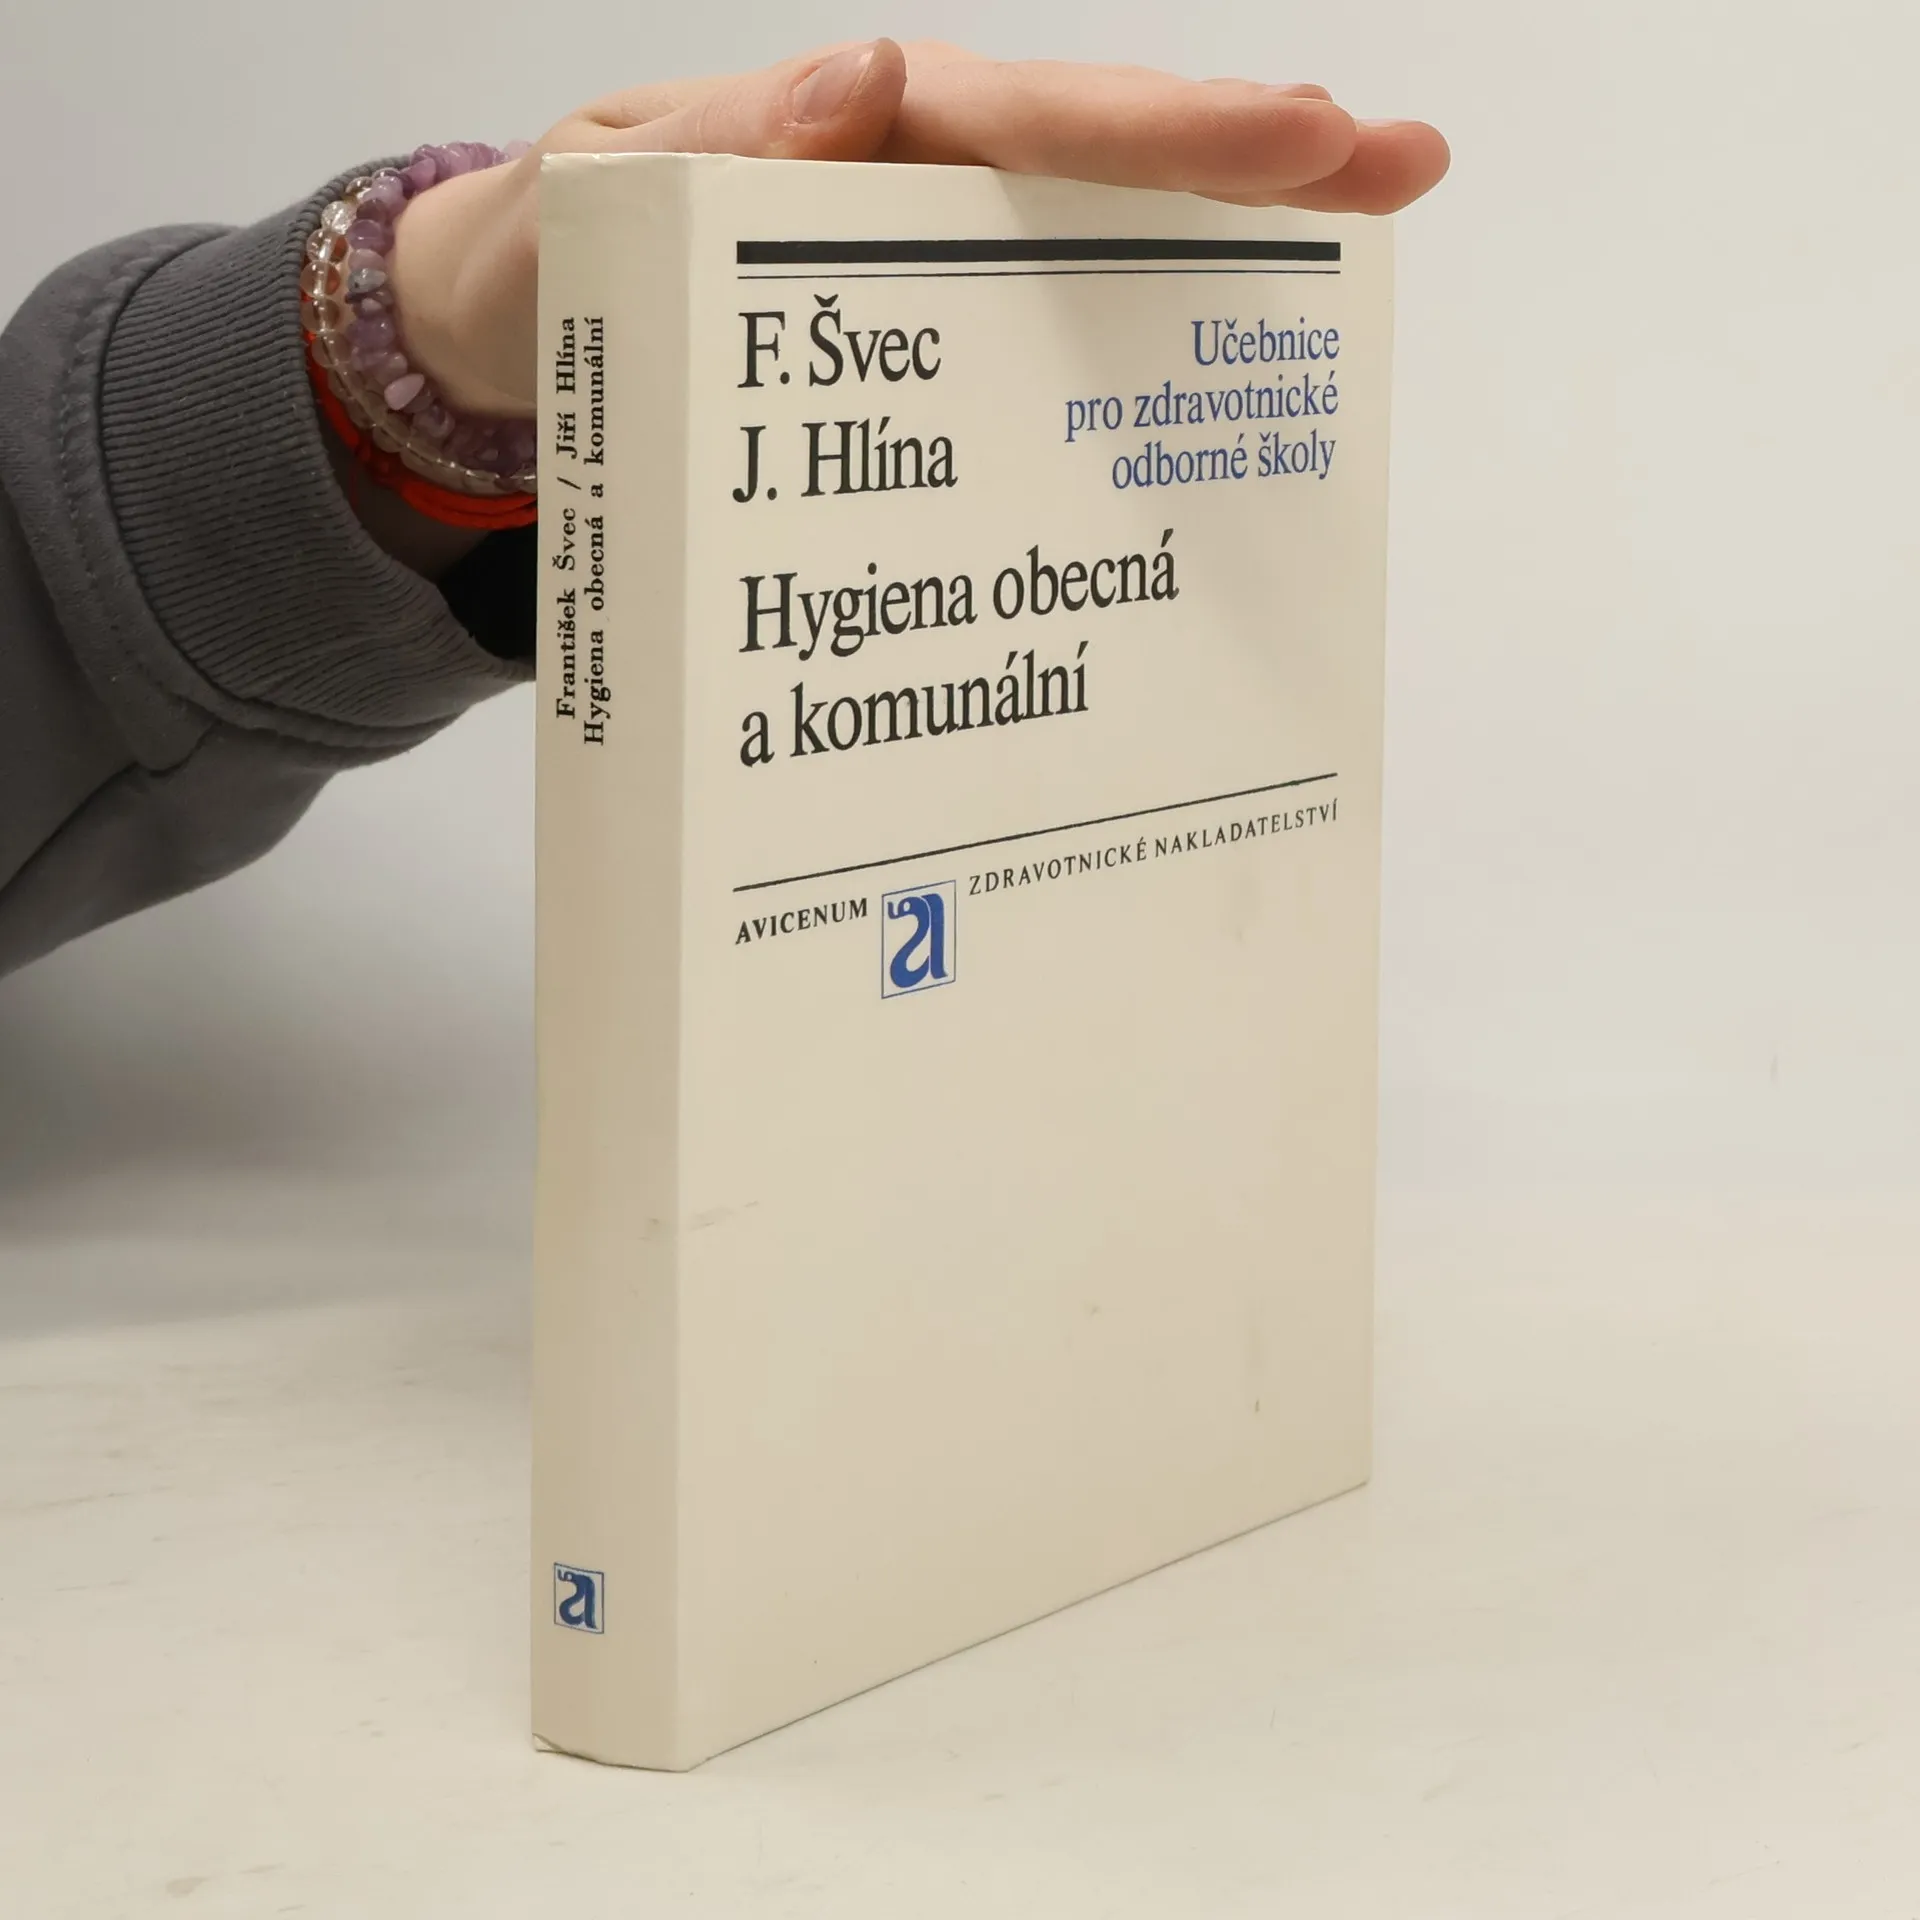 František Švec / Jiří Hlína
Hygiena obecná a komunální
F. Švec
J. Hlína
Učebnice
pro zdravotnické
odborné školy
Hygiena obecná
a komunální
AVICENUM a ZDRAVOTNICKÉ NAKLADATELSTVÍ
a